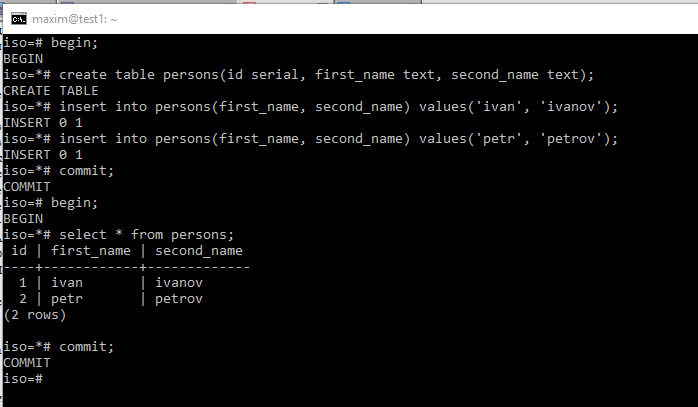 maxim@test1: ~
iso=# begin;
BEGIN
iso=*# create table persons(id serial, first_name text, second_name text);
CREATE TABLE
iso=*# insert into persons(first_name, second_name) values('ivan', 'ivanov');
INSERT 0 1
iso=*# insert into persons(first_name, second_name) values('petr', 'petrov');
INSERT 0 1
iso=*# commit;
COMMIT
iso=# begin;
BEGIN
iso=*# select * from persons;
 id | first_name | second_name
----+------------+-------------
  1 | ivan       | ivanov
  2 | petr       | petrov
(2 rows)

iso=*# commit;
COMMIT
iso=#